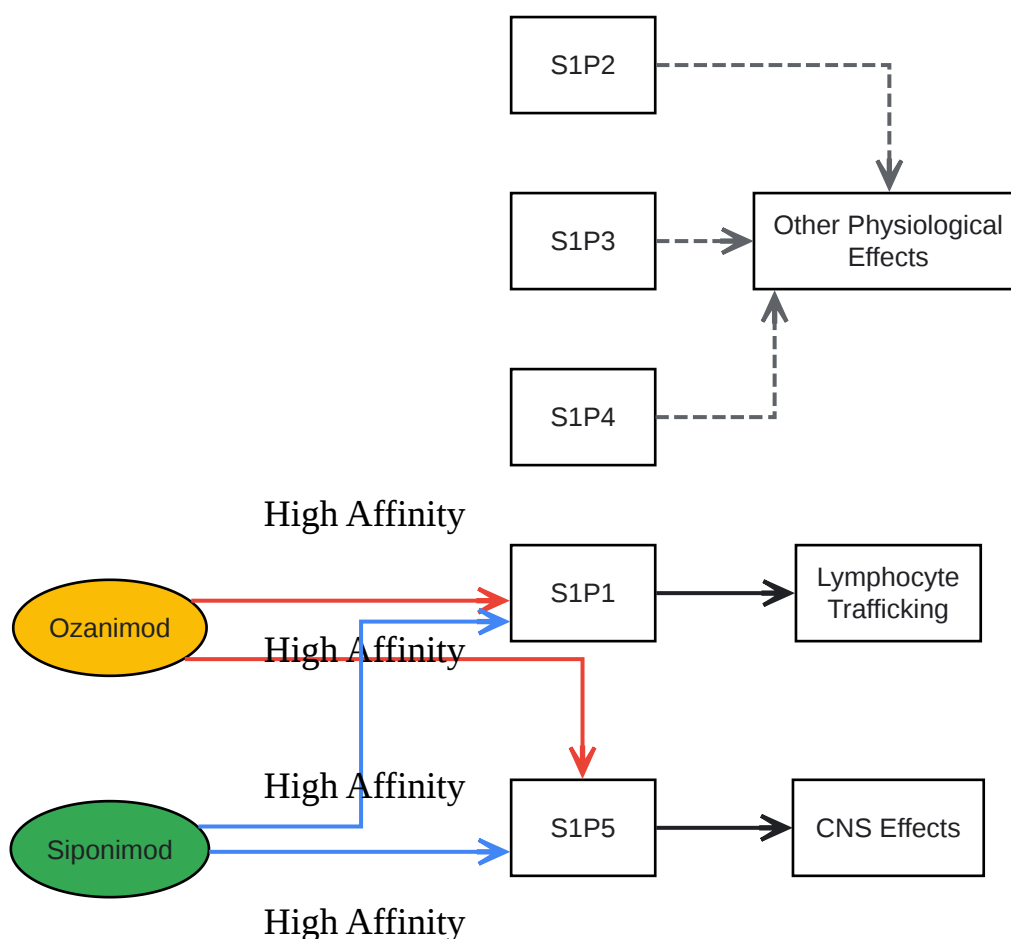 S1P2
S1P3
Other Physiological
Effects
S1P4
High Affinity
S1P1
Lymphocyte
Trafficking
Ozanimod
High Affinity
High Affinity
S1P5
CNS Effects
Siponimod
High Affinity